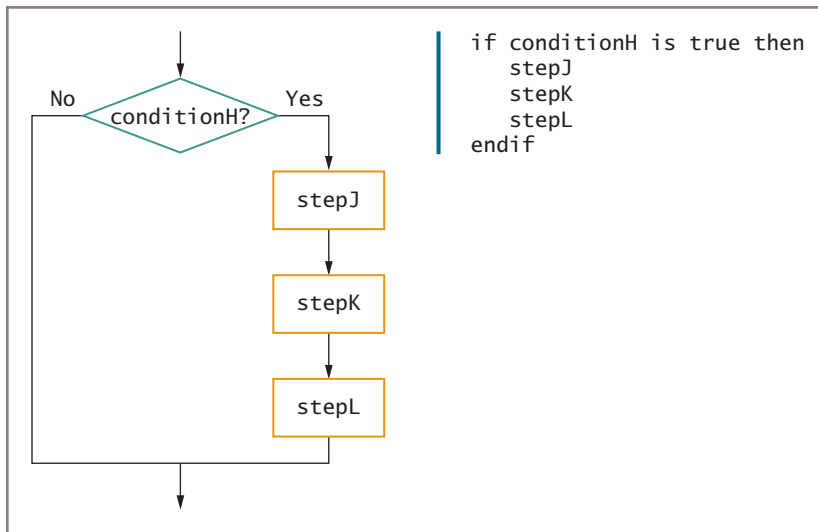 No
Yes
conditionH?
stepJ
stepK
stepL
if conditionH is true then
stepJ
stepK
stepL
endif